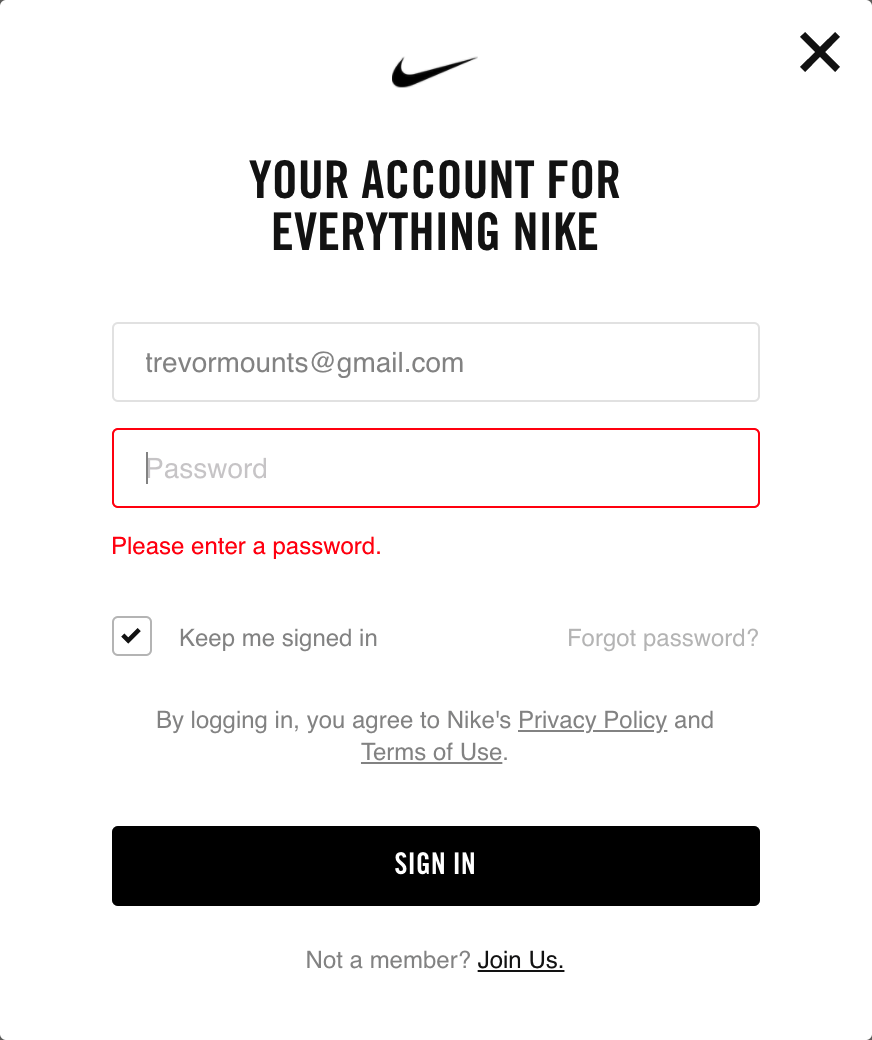 YOUR ACCOUNT FOR
EVERYTHING NIKE
trevormounts@gmail.com
Password
Please enter a password.
Keep me signed in
Forgot password?
By logging in, you agree to Nike's Privacy Policy and
Terms of Use.
SIGN IN
Not a member? Join Us.